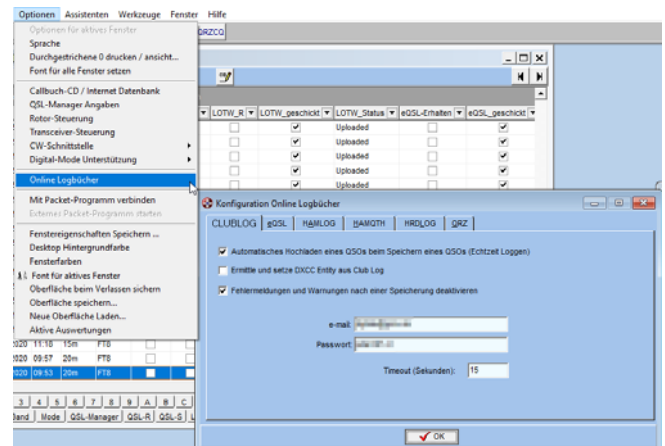 Optionen Assistenten Werkzeuge Fenster Hilfe
Optionen für aktives Fenster
Sprache
Durchgestrichene 0 drucken / ansicht...
Font für alle Fenster setzen
Callbuch-CD / Internet Datenbank
QSL-Manager Angaben
Rotor-Steuerung
Transceiver-Steuerung
CW-Schnittstelle
Digital-Mode Unterstützung
Online Logbücher
Mit Packet-Programm verbinden
Externes Packet-Programm starten
Fenstereigenschaften Speichern ...
Desktop Hintergrundfarbe
Fensterfarben
Font für aktives Fenster
Oberfläche beim Verlassen sichern
Oberfläche speichern...
Neue Oberfläche Laden...
Aktive Auswertungen
QRZCQ
LOTW_R LOTW_geschickt LOTW_Status eQSL-Erhalten eQSL_geschickt
Uploaded
Uploaded
Uploaded
Uploaded
Uploaded
Konfiguration Online Logbücher
CLUBLOG eQSL HAMLOG HAMQTH HRDLOG QRZ
Automatisches Hochladen eines QSOs beim Speichern eines QSOs (Echtzeit Loggen)
Ermittle und setze DXCC Entity aus Club Log
Fehlermeldungen und Warnungen nach einer Speicherung deaktivieren
e-mail:
Passwort:
Timeout (Sekunden): 15
OK
2020 11:18 15m FT8
2020 09:57 20m FT8
2020 09:53 20m FT8
3 4 5 6 7 8 9 A B C
Band Mode QSL-Manager QSL-R QSL-S L